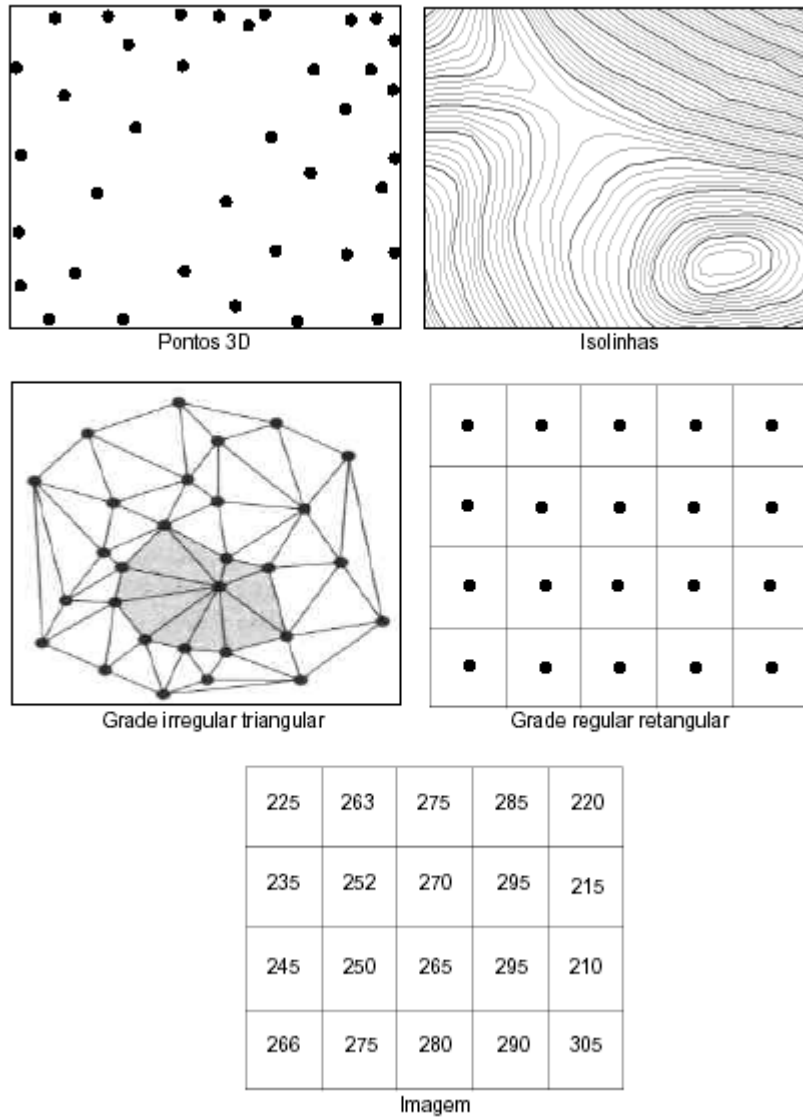 Pontos 3D
Isolinhas
Grade irregular triangular
Grade regular retangular
225 263 275 285 220
235 252 270 295 215
245 250 265 295 210
266 275 280 290 305
Imagem